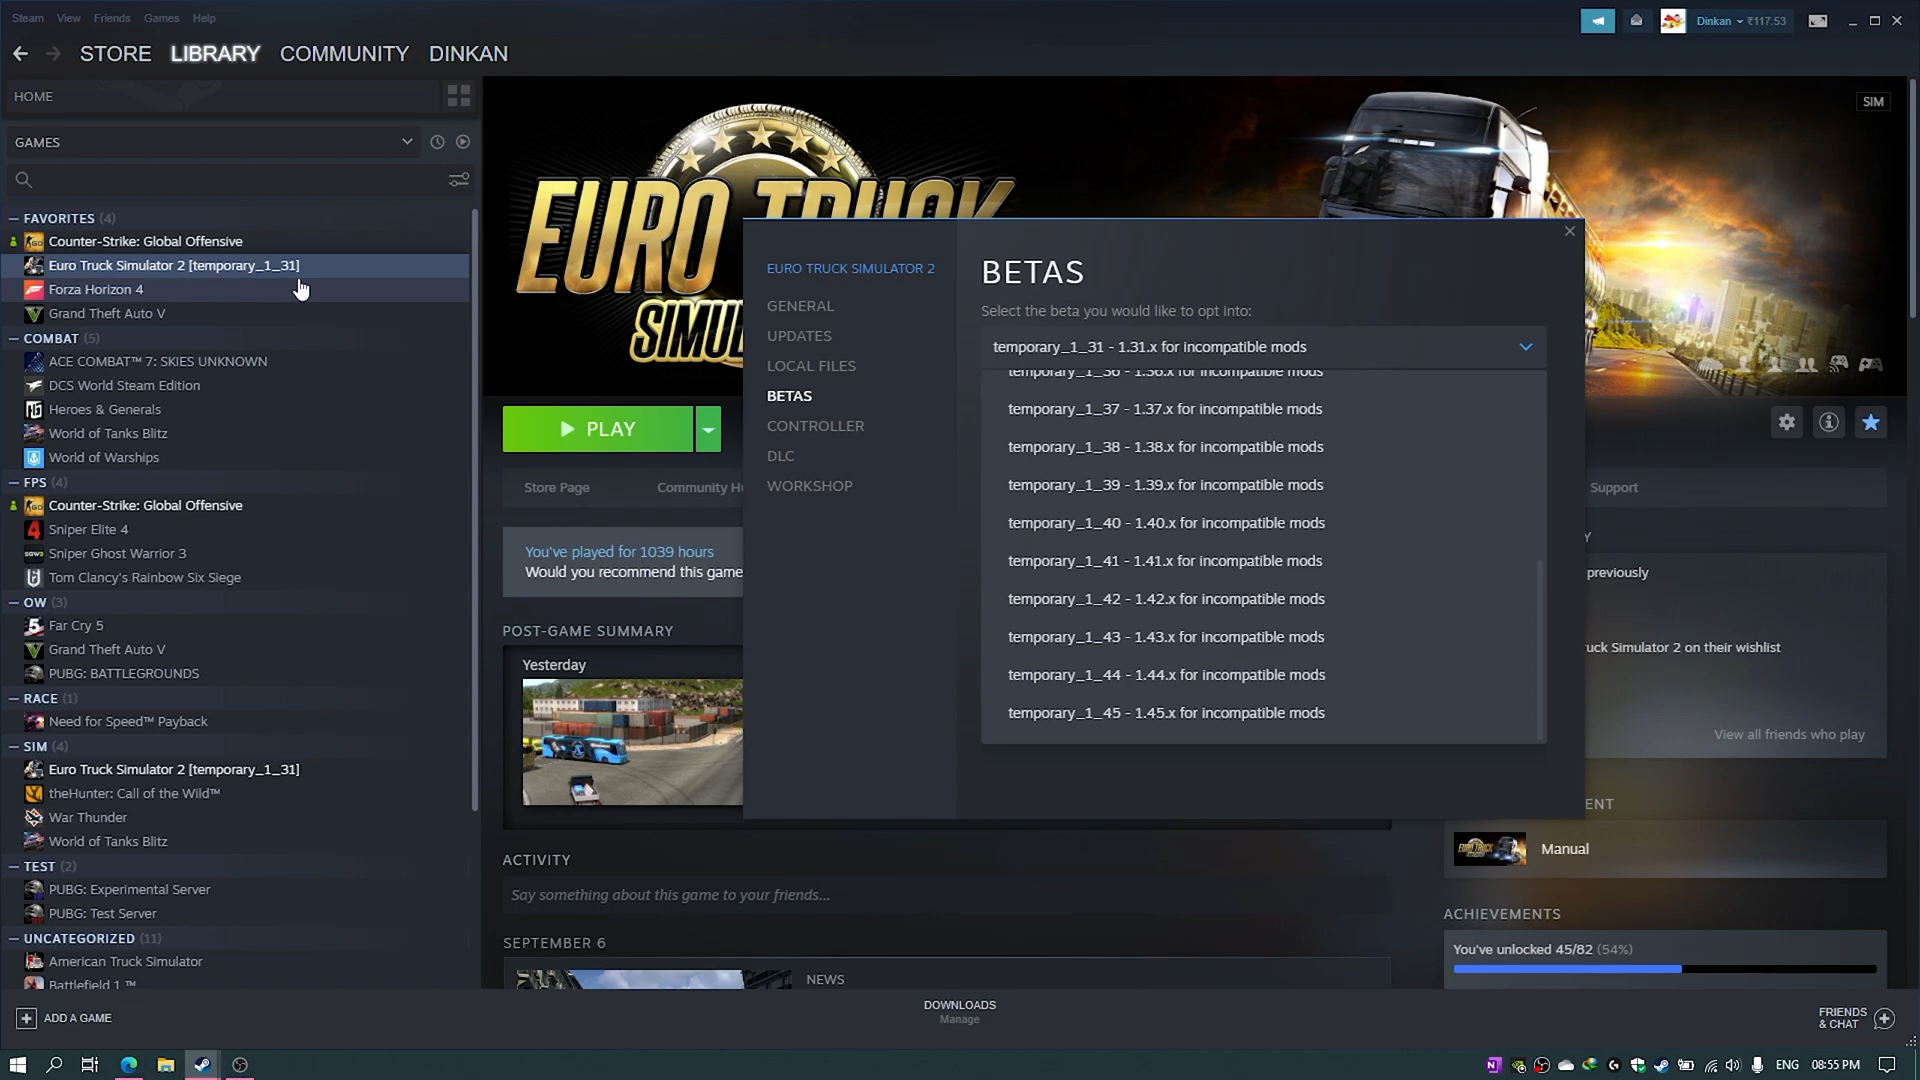 Steam View Friends Games Help
Dinkan ₹117.53
STORE LIBRARY COMMUNITY DINKAN
HOME
GAMES
FAVORITES (4)
Counter-Strike: Global Offensive
Euro Truck Simulator 2 [temporary_1_31]
Forza Horizon 4
Grand Theft Auto V
COMBAT (5)
ACE COMBAT™ 7: SKIES UNKNOWN
DCS World Steam Edition
Heroes & Generals
World of Tanks Blitz
World of Warships
FPS (4)
Counter-Strike: Global Offensive
Sniper Elite 4
Sniper Ghost Warrior 3
Tom Clancy's Rainbow Six Siege
OW (3)
Far Cry 5
Grand Theft Auto V
PUBG: BATTLEGROUNDS
RACE (1)
Need for Speed™ Payback
SIM (4)
Euro Truck Simulator 2 [temporary_1_31]
theHunter: Call of the Wild™
War Thunder
World of Tanks Blitz
TEST (2)
PUBG: Experimental Server
PUBG: Test Server
UNCATEGORIZED (11)
American Truck Simulator
Battlefield 1 ™
ADD A GAME
SIM
EURO TRUCK
SIMU
PLAY
Store Page Community Hu
Support
You've played for 1039 hours
Would you recommend this game
POST-GAME SUMMARY
Yesterday
ACTIVITY
Say something about this game to your friends...
SEPTEMBER 6
NEWS
EURO TRUCK SIMULATOR 2
GENERAL
UPDATES
LOCAL FILES
BETAS
CONTROLLER
DLC
WORKSHOP
BETAS
Select the beta you would like to opt into:
temporary_1_31 - 1.31.x for incompatible mods
temporary_1_36 - 1.36.x for incompatible mods
temporary_1_37 - 1.37.x for incompatible mods
temporary_1_38 - 1.38.x for incompatible mods
temporary_1_39 - 1.39.x for incompatible mods
temporary_1_40 - 1.40.x for incompatible mods
temporary_1_41 - 1.41.x for incompatible mods
temporary_1_42 - 1.42.x for incompatible mods
temporary_1_43 - 1.43.x for incompatible mods
temporary_1_44 - 1.44.x for incompatible mods
temporary_1_45 - 1.45.x for incompatible mods
Y
previously
ruck Simulator 2 on their wishlist
View all friends who play
ENT
Manual
ACHIEVEMENTS
You've unlocked 45/82 (54%)
DOWNLOADS
Manage
FRIENDS
& CHAT
ENG 08:55 PM